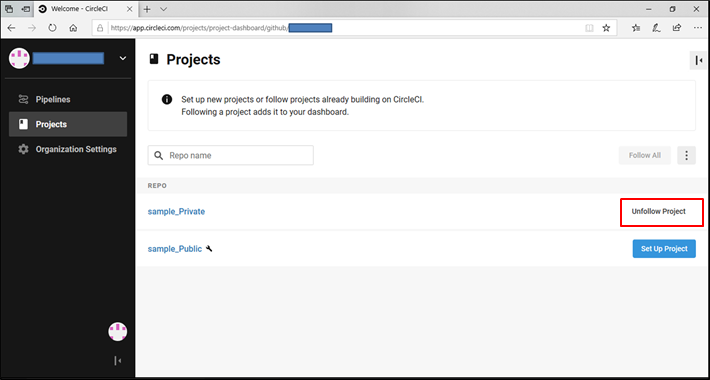 Welcome - CircleCI
https://app.circleci.com/projects/project-dashboard/github/
Projects
Pipelines
Projects
Organization Settings
Set up new projects or follow projects already building on CircleCI.
Following a project adds it to your dashboard.
Repo name
Follow All
REPO
sample_Private
Unfollow Project
sample_Public
Set Up Project